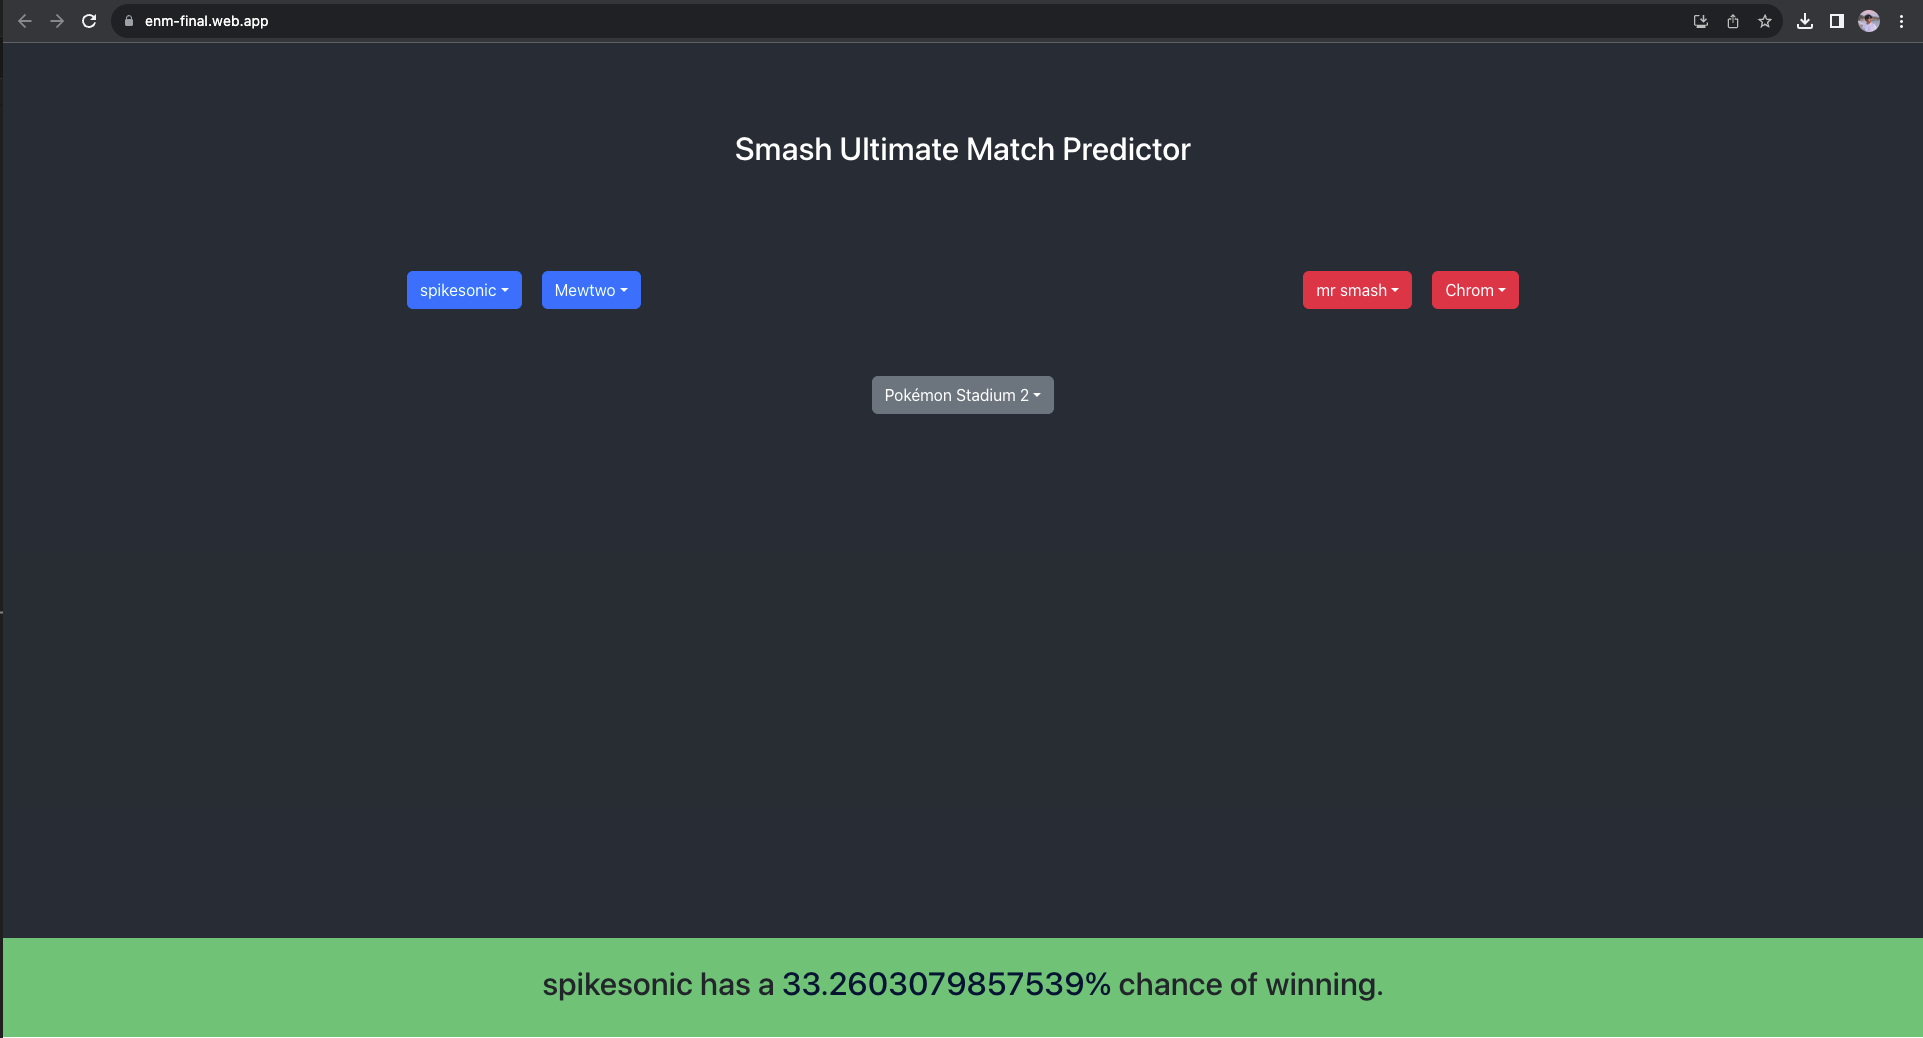 enm-final.web.app
Smash Ultimate Match Predictor
spikesonic Mewtwo mr smash Chrom
Pokémon Stadium 2
spikesonic has a 33.2603079857539% chance of winning.